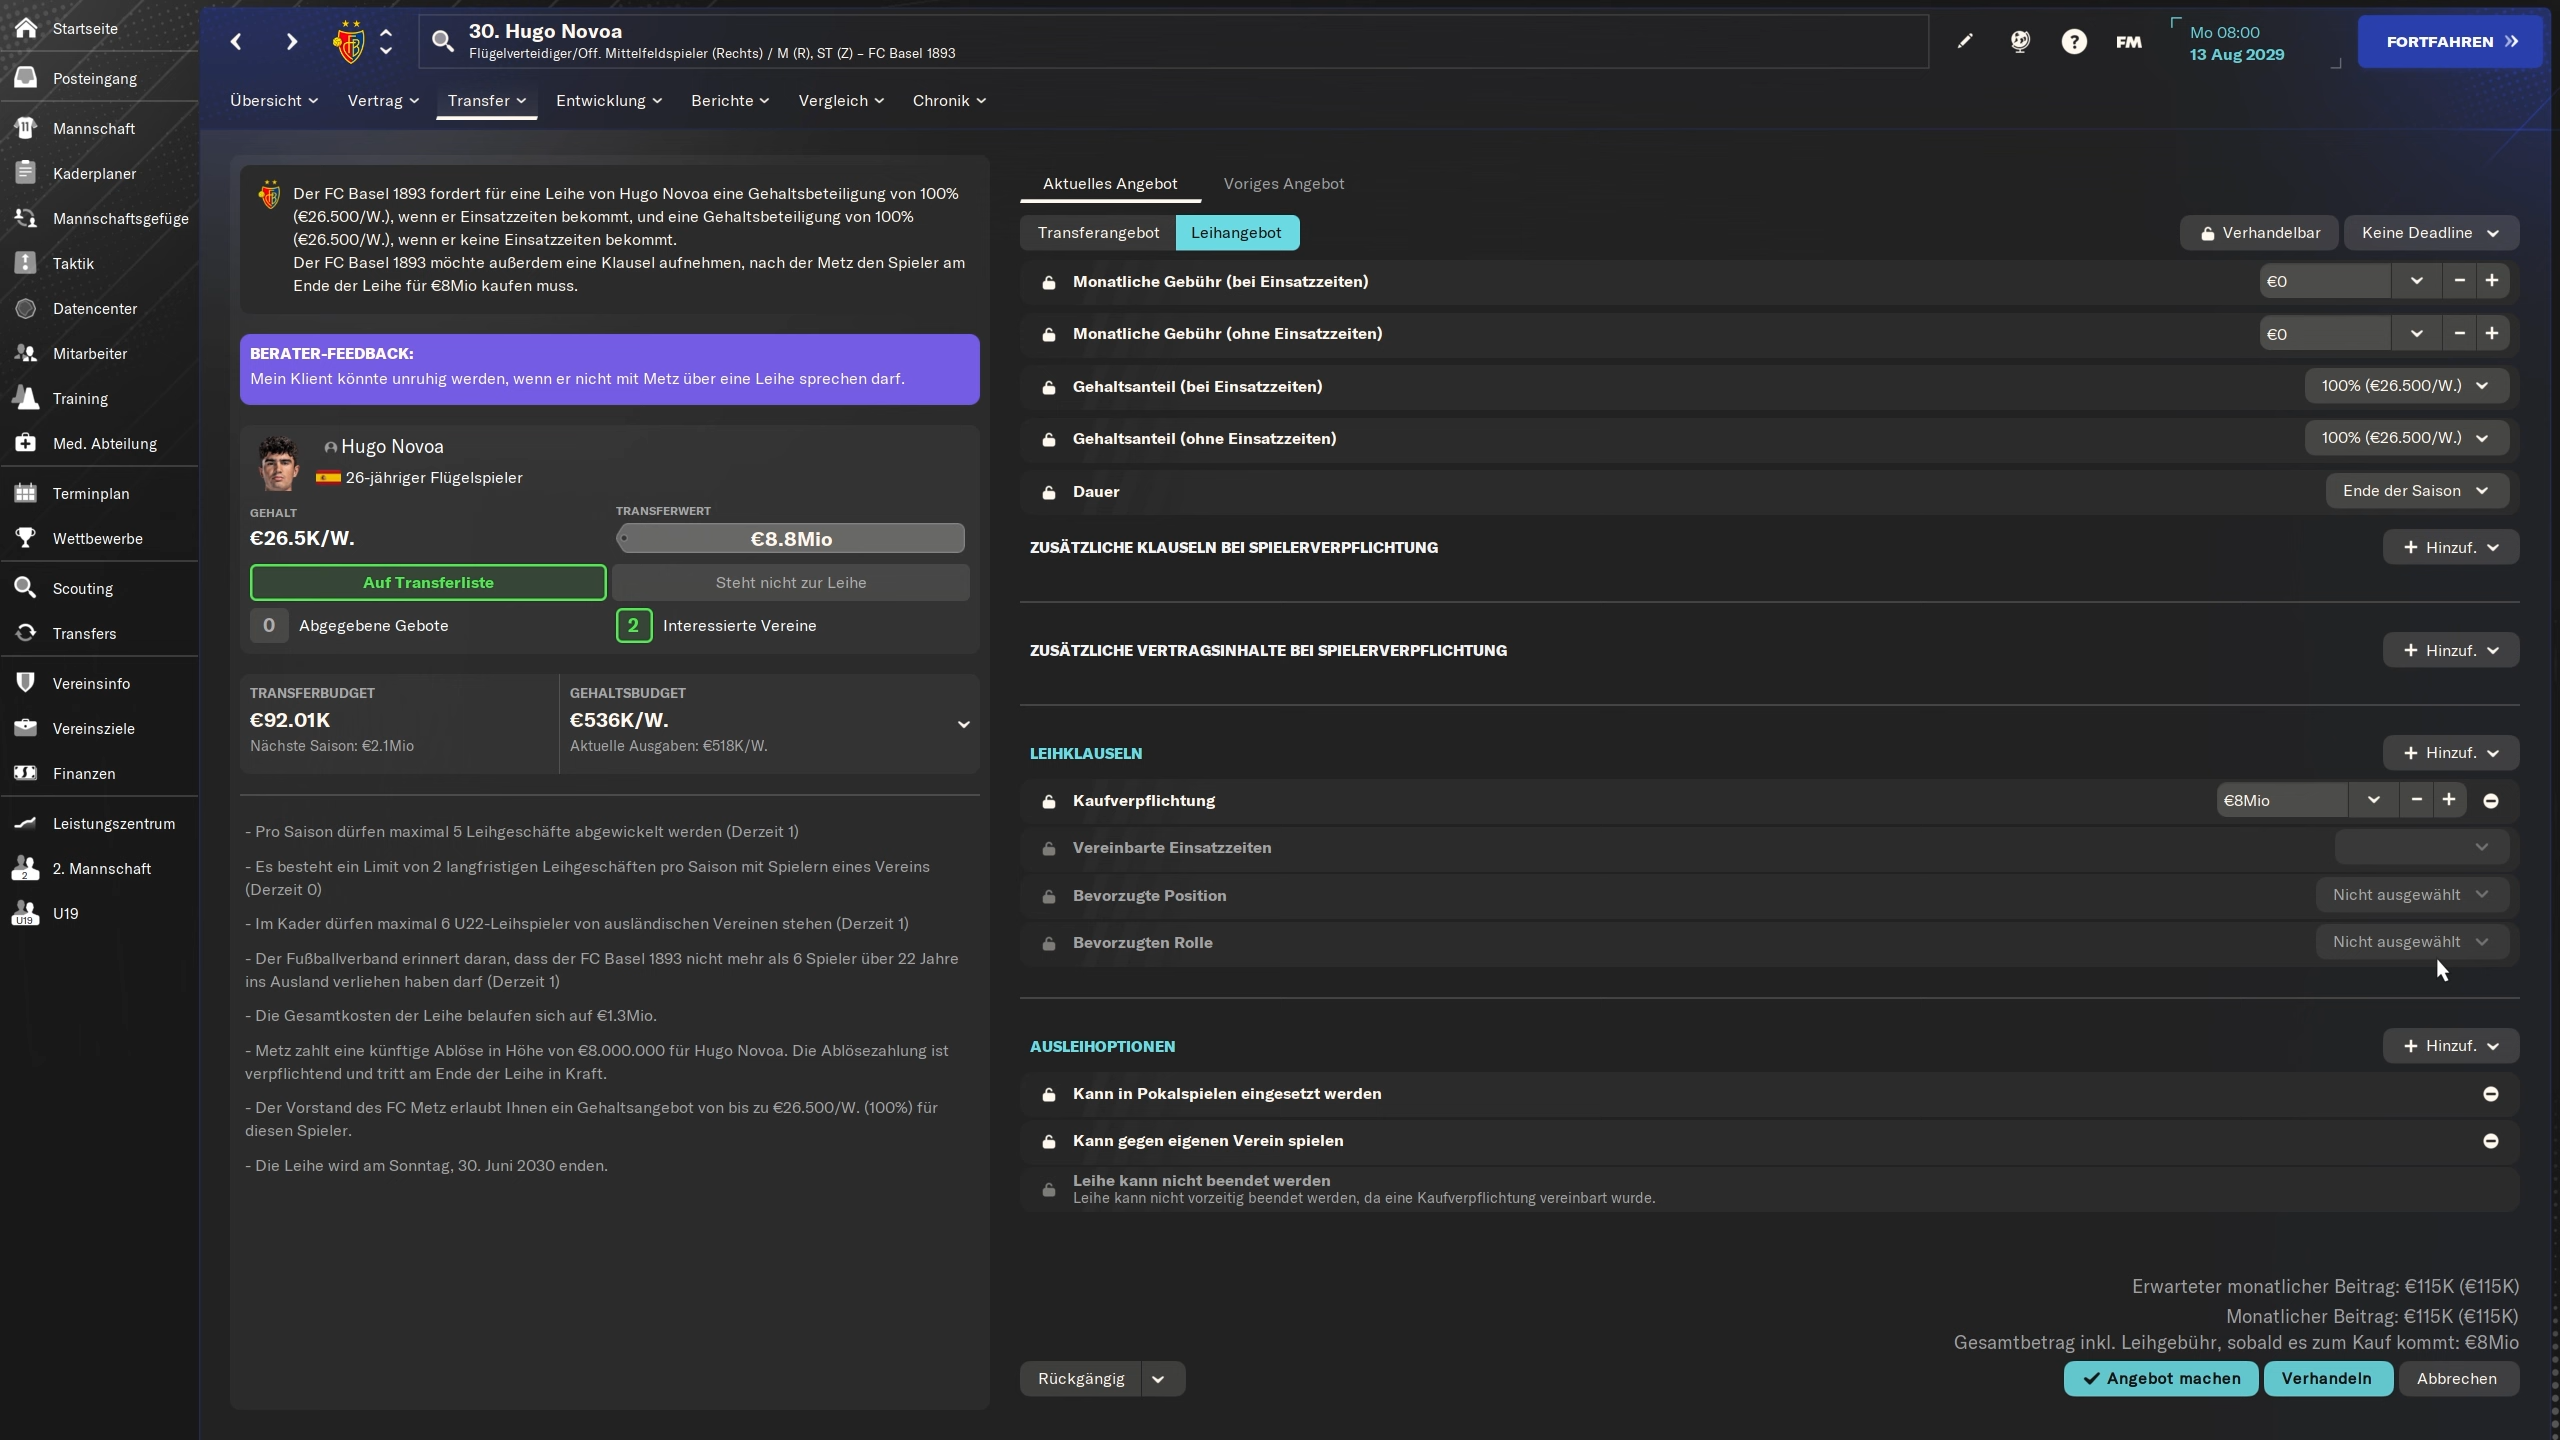 Startseite
Posteingang
Mannschaft
Kaderplaner
Mannschaftsgefüge
Taktik
Datencenter
Mitarbeiter
Training
Med. Abteilung
Terminplan
Wettbewerbe
Scouting
Transfers
Vereinsinfo
Vereinsziele
Finanzen
Leistungszentrum
2. Mannschaft
U19
30. Hugo Novoa
Flügelverteidiger/Off. Mittelfeldspieler (Rechts) / M (R), ST (Z) – FC Basel 1893
FM
Mo 08:00
13 Aug 2029
FORTFAHREN
Übersicht
Vertrag
Transfer
Entwicklung
Berichte
Vergleich
Chronik
Der FC Basel 1893 fordert für eine Leihe von Hugo Novoa eine Gehaltsbeteiligung von 100%
(€26.500/W.), wenn er Einsatzzeiten bekommt, und eine Gehaltsbeteiligung von 100%
(€26.500/W.), wenn er keine Einsatzzeiten bekommt.
Der FC Basel 1893 möchte außerdem eine Klausel aufnehmen, nach der Metz den Spieler am
Ende der Leihe für €8Mio kaufen muss.
BERATER-FEEDBACK:
Mein Klient könnte unruhig werden, wenn er nicht mit Metz über eine Leihe sprechen darf.
Hugo Novoa
26-jähriger Flügelspieler
GEHALT
€26.5K/W.
TRANSFERWERT
€8.8Mio
Auf Transferliste
Steht nicht zur Leihe
0 Abgegebene Gebote
2 Interessierte Vereine
TRANSFERBUDGET
€92.01K
Nächste Saison: €2.1Mio
GEHALTSBUDGET
€536K/W.
Aktuelle Ausgaben: €518K/W.
- Pro Saison dürfen maximal 5 Leihgeschäfte abgewickelt werden (Derzeit 1)
- Es besteht ein Limit von 2 langfristigen Leihgeschäften pro Saison mit Spielern eines Vereins
(Derzeit 0)
- Im Kader dürfen maximal 6 U22-Leihspieler von ausländischen Vereinen stehen (Derzeit 1)
- Der Fußballverband erinnert daran, dass der FC Basel 1893 nicht mehr als 6 Spieler über 22 Jahre
ins Ausland verliehen haben darf (Derzeit 1)
- Die Gesamtkosten der Leihe belaufen sich auf €1.3Mio.
- Metz zahlt eine künftige Ablöse in Höhe von €8.000.000 für Hugo Novoa. Die Ablösezahlung ist
verpflichtend und tritt am Ende der Leihe in Kraft.
- Der Vorstand des FC Metz erlaubt Ihnen ein Gehaltsangebot von bis zu €26.500/W. (100%) für
diesen Spieler.
- Die Leihe wird am Sonntag, 30. Juni 2030 enden.
Aktuelles Angebot
Voriges Angebot
Transferangebot
Leihangebot
Verhandelbar
Keine Deadline
Monatliche Gebühr (bei Einsatzzeiten)
€0
Monatliche Gebühr (ohne Einsatzzeiten)
€0
Gehaltsanteil (bei Einsatzzeiten)
100% (€26.500/W.)
Gehaltsanteil (ohne Einsatzzeiten)
100% (€26.500/W.)
Dauer
Ende der Saison
ZUSÄTZLICHE KLAUSELN BEI SPIELERVERPFLICHTUNG
+ Hinzuf.
ZUSÄTZLICHE VERTRAGSINHALTE BEI SPIELERVERPFLICHTUNG
+ Hinzuf.
LEIHKLAUSELN
+ Hinzuf.
Kaufverpflichtung
€8Mio
Vereinbarte Einsatzzeiten
Bevorzugte Position
Nicht ausgewählt
Bevorzugten Rolle
Nicht ausgewählt
AUSLEIHOPTIONEN
+ Hinzuf.
Kann in Pokalspielen eingesetzt werden
Kann gegen eigenen Verein spielen
Leihe kann nicht beendet werden
Leihe kann nicht vorzeitig beendet werden, da eine Kaufverpflichtung vereinbart wurde.
Erwarteter monatlicher Beitrag: €115K (€115K)
Monatlicher Beitrag: €115K (€115K)
Gesamtbetrag inkl. Leihgebühr, sobald es zum Kauf kommt: €8Mio
Rückgängig
Angebot machen
Verhandeln
Abbrechen